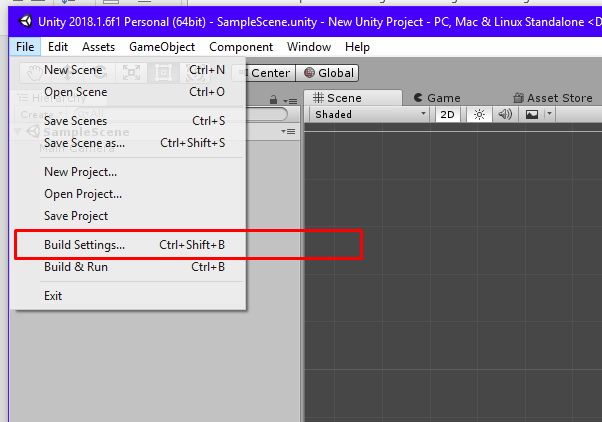 Unity 2018.1.6f1 Personal (64bit) - SampleScene.unity - New Unity Project - PC, Mac & Linux Standalone <D
File Edit Assets GameObject Component Window Help
New Scene Ctrl+N
Center Global
Open Scene Ctrl+O
Hierarchy
Scene Game Asset Store
Create All
Shaded 2D
Save Scenes Ctrl+S
SampleScene
Save Scene as... Ctrl+Shift+S
Main Camera
New Project...
Open Project...
Save Project
Build Settings... Ctrl+Shift+B
Build & Run Ctrl+B
Exit